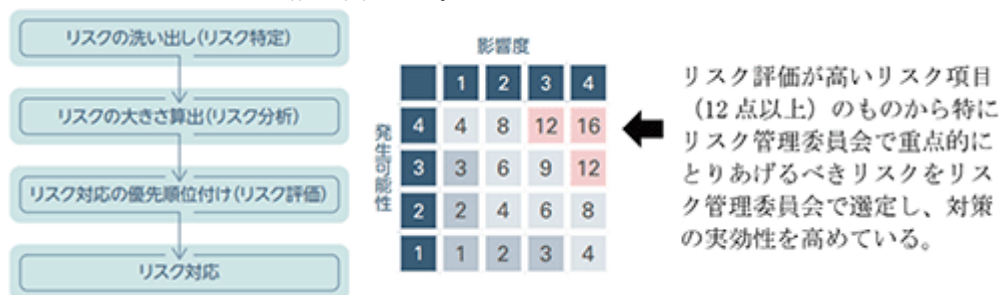 リスクの洗い出し(リスク特定)
リスクの大きさ算出(リスク分析)
リスク対応の優先順位付け(リスク評価)
リスク対応
影響度
発生可能性
1 2 3 4
4 4 8 12 16
3 3 6 9 12
2 2 4 6 8
1 1 2 3 4
リスク評価が高いリスク項目
（12点以上）のものから特に
リスク管理委員会で重点的に
とりあげるべきリスクをリス
ク管理委員会で選定し、対策
の実効性を高めている。